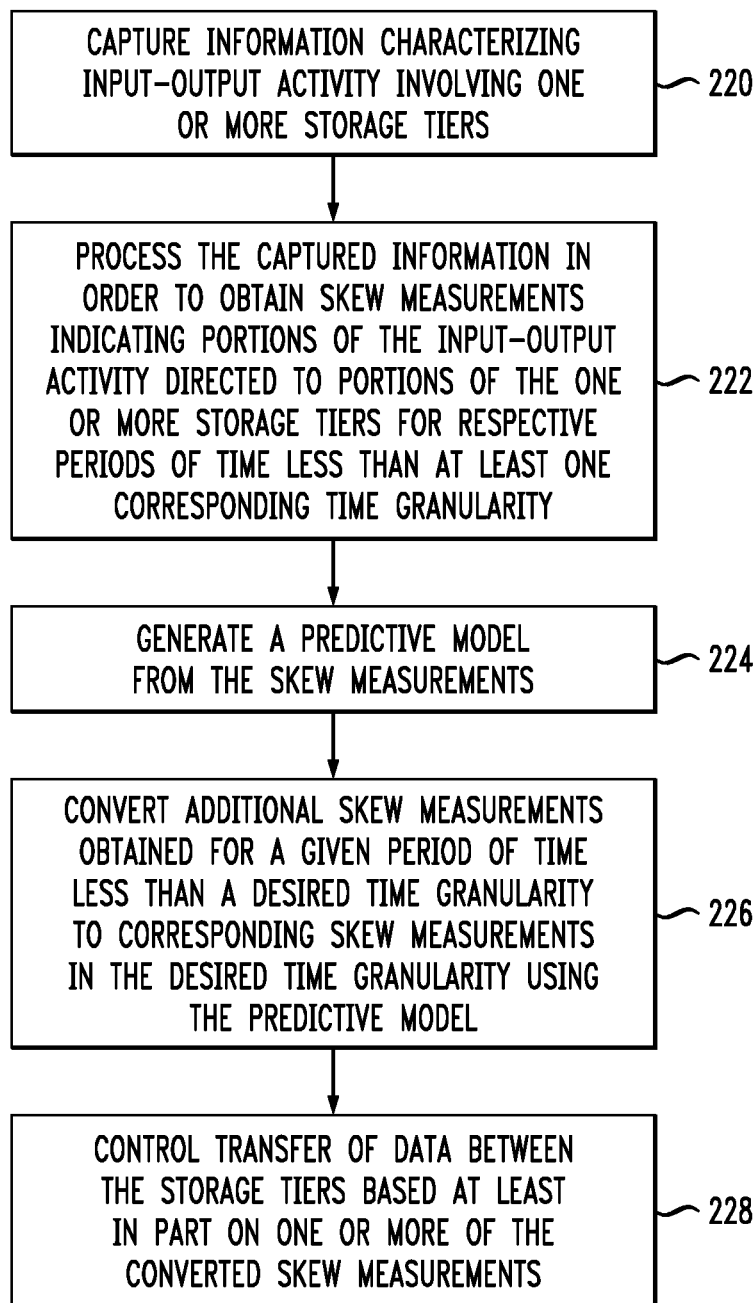 CAPTURE INFORMATION CHARACTERIZING
INPUT-OUTPUT ACTIVITY INVOLVING ONE
OR MORE STORAGE TIERS
220
PROCESS THE CAPTURED INFORMATION IN
ORDER TO OBTAIN SKEW MEASUREMENTS
INDICATING PORTIONS OF THE INPUT-OUTPUT
ACTIVITY DIRECTED TO PORTIONS OF THE ONE
OR MORE STORAGE TIERS FOR RESPECTIVE
PERIODS OF TIME LESS THAN AT LEAST ONE
CORRESPONDING TIME GRANULARITY
222
GENERATE A PREDICTIVE MODEL
FROM THE SKEW MEASUREMENTS
224
CONVERT ADDITIONAL SKEW MEASUREMENTS
OBTAINED FOR A GIVEN PERIOD OF TIME
LESS THAN A DESIRED TIME GRANULARITY
TO CORRESPONDING SKEW MEASUREMENTS
IN THE DESIRED TIME GRANULARITY USING
THE PREDICTIVE MODEL
226
CONTROL TRANSFER OF DATA BETWEEN
THE STORAGE TIERS BASED AT LEAST
IN PART ON ONE OR MORE OF THE
CONVERTED SKEW MEASUREMENTS
228